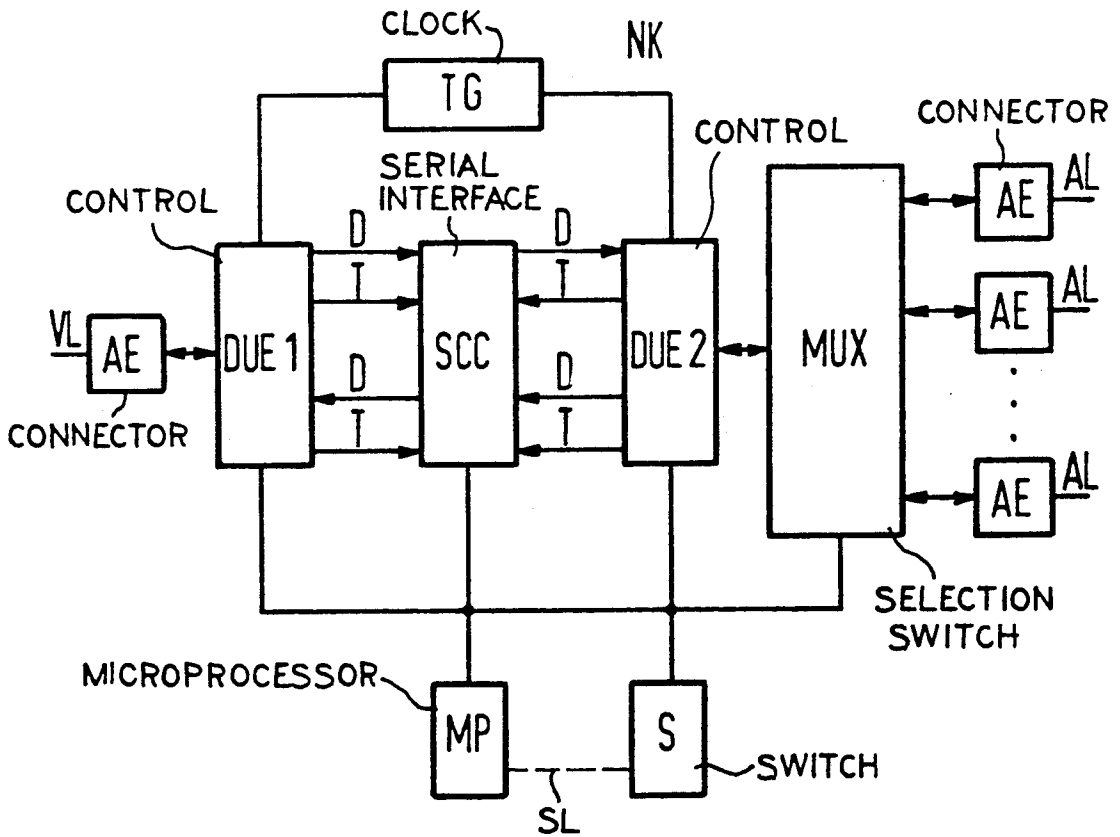 CLOCK
NK
TG
CONNECTOR
CONTROL
SERIAL
INTERFACE
CONTROL
AE
AL
D
D
T
T
AE
AL
VL
AE
DUE 1
SCC
DUE 2
MUX
D
D
T
T
CONNECTOR
AE
AL
SELECTION
SWITCH
MICROPROCESSOR
MP
S
SWITCH
SL